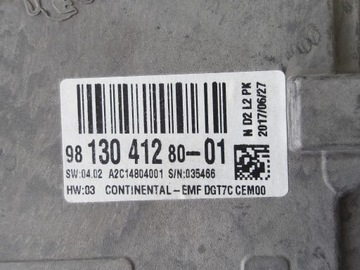 98 130 412 80-01
SW:04.02 A2C14804001 S/N:035466
HW:03 CONTINENTAL-EMF DGT7C CEM00
N D2 L2 PK
2017/06/27